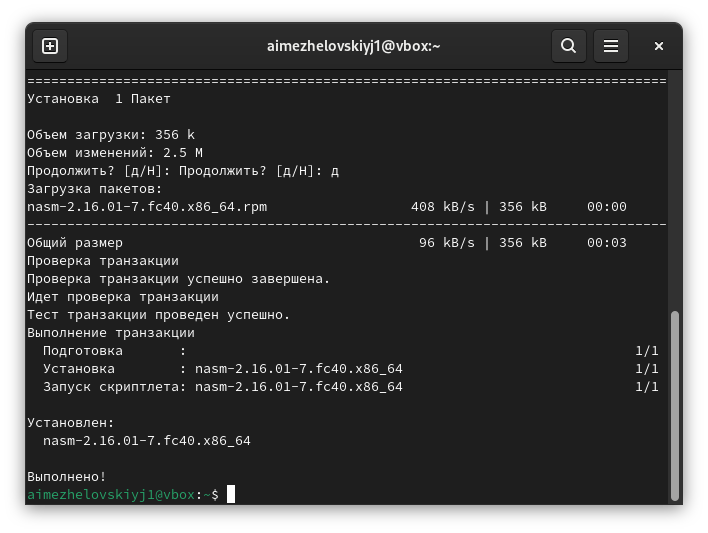 aimezhelovskiyj1@vbox:~
================================================================================
Установка  1 Пакет
Объем загрузки: 356 k
Объем изменений: 2.5 M
Продолжить? [д/Н]: Продолжить? [д/Н]: д
Загрузка пакетов:
nasm-2.16.01-7.fc40.x86_64.rpm                  408 kB/s | 356 kB     00:00
--------------------------------------------------------------------------------
Общий размер                                     96 kB/s | 356 kB     00:03
Проверка транзакции
Проверка транзакции успешно завершена.
Идет проверка транзакции
Тест транзакции проведен успешно.
Выполнение транзакции
  Подготовка       :                                                        1/1
  Установка        : nasm-2.16.01-7.fc40.x86_64                             1/1
  Запуск скриптлета: nasm-2.16.01-7.fc40.x86_64                             1/1
Установлен:
  nasm-2.16.01-7.fc40.x86_64
Выполнено!
aimezhelovskiyj1@vbox:~$